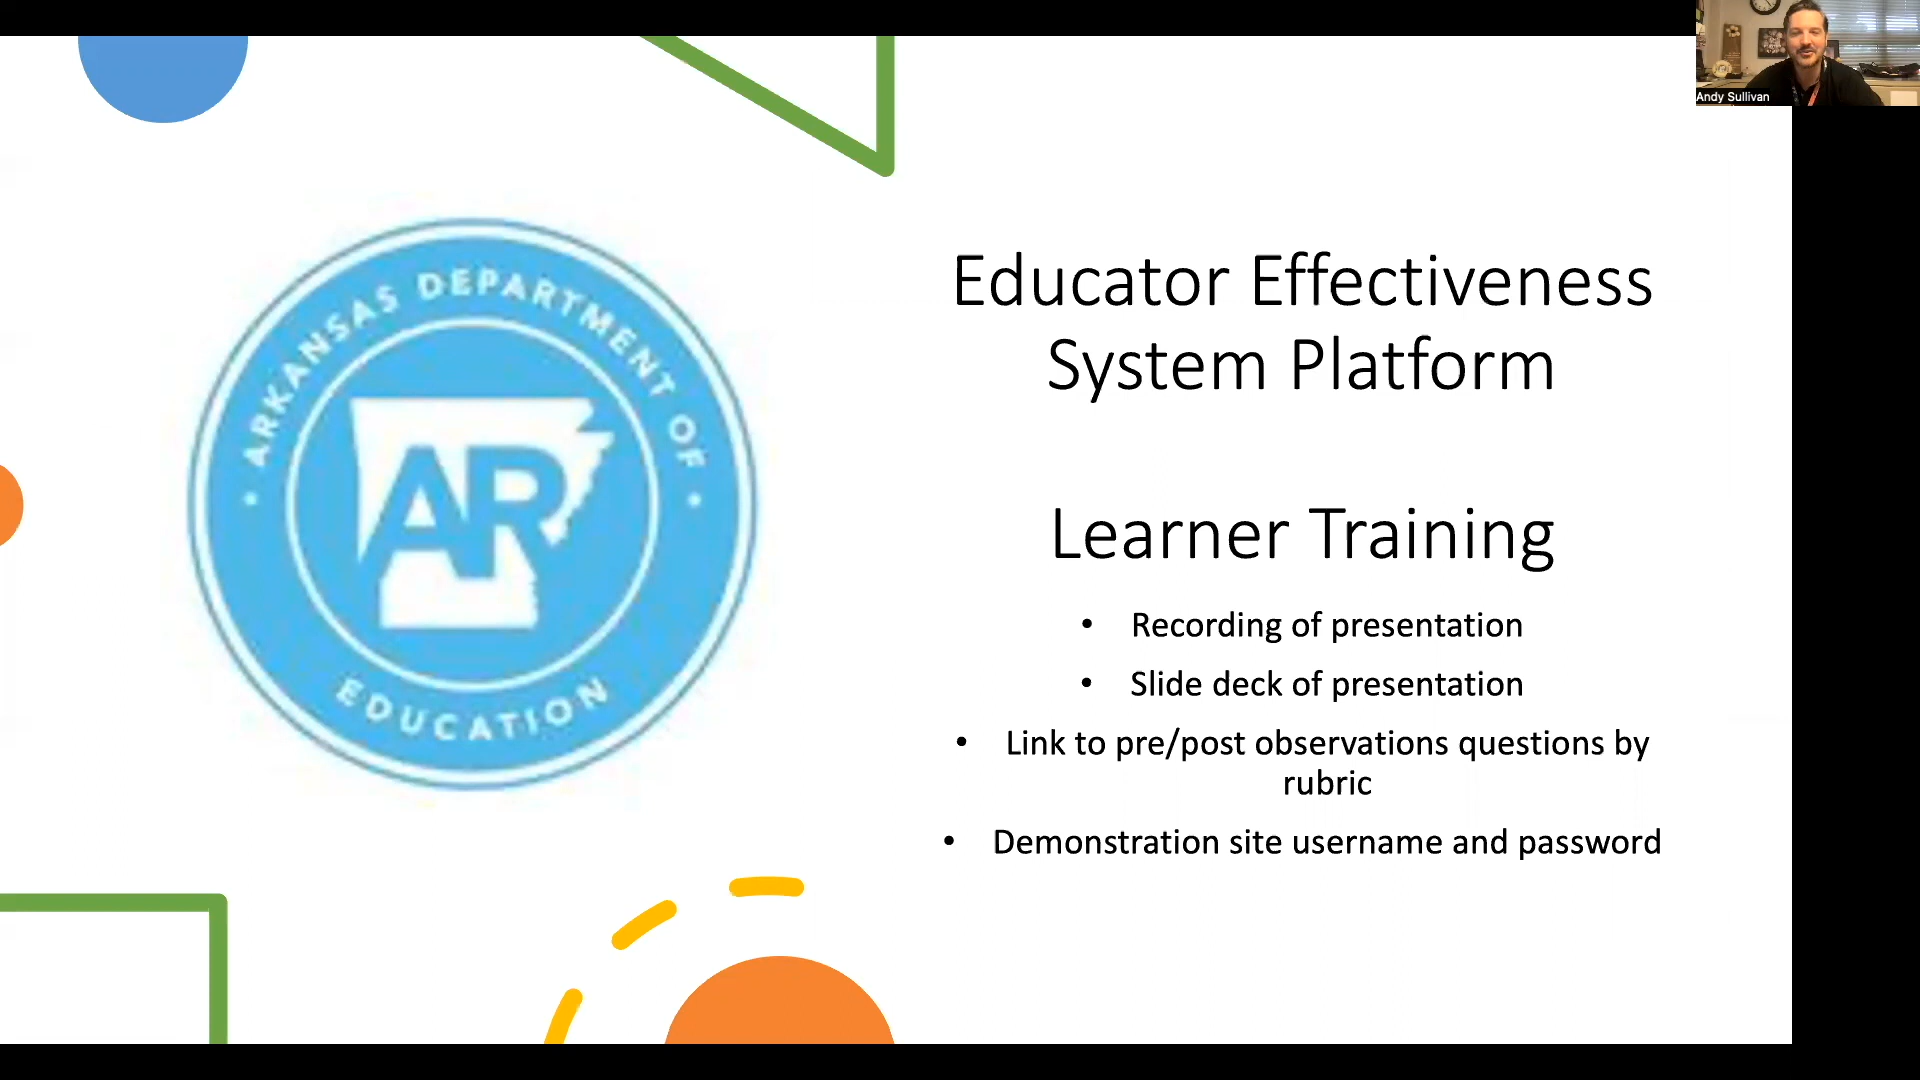 Andy Sullivan
ARKANSAS DEPARTMENT OF
AR
EDUCATION
Educator Effectiveness
System Platform
Learner Training
• Recording of presentation
• Slide deck of presentation
• Link to pre/post observations questions by
rubric
• Demonstration site username and password